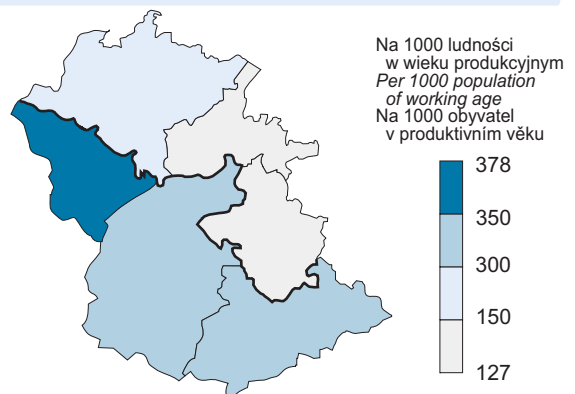 Na 1000 ludności
w wieku produkcyjnym
Per 1000 population
of working age
Na 1000 obyvatel
v produktivním věku
378
350
300
150
127